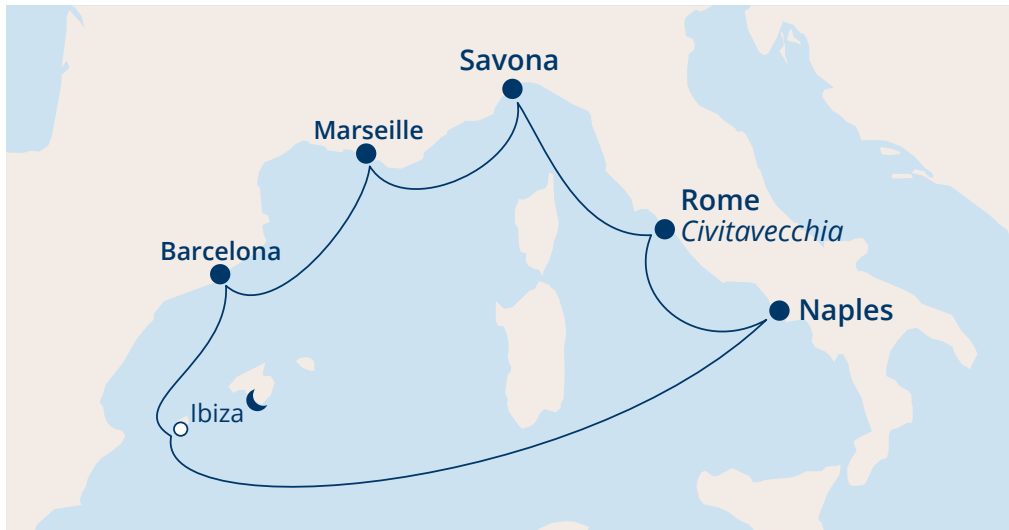 Savona
Marseille
Rome
Civitavecchia
Barcelona
Naples
Ibiza